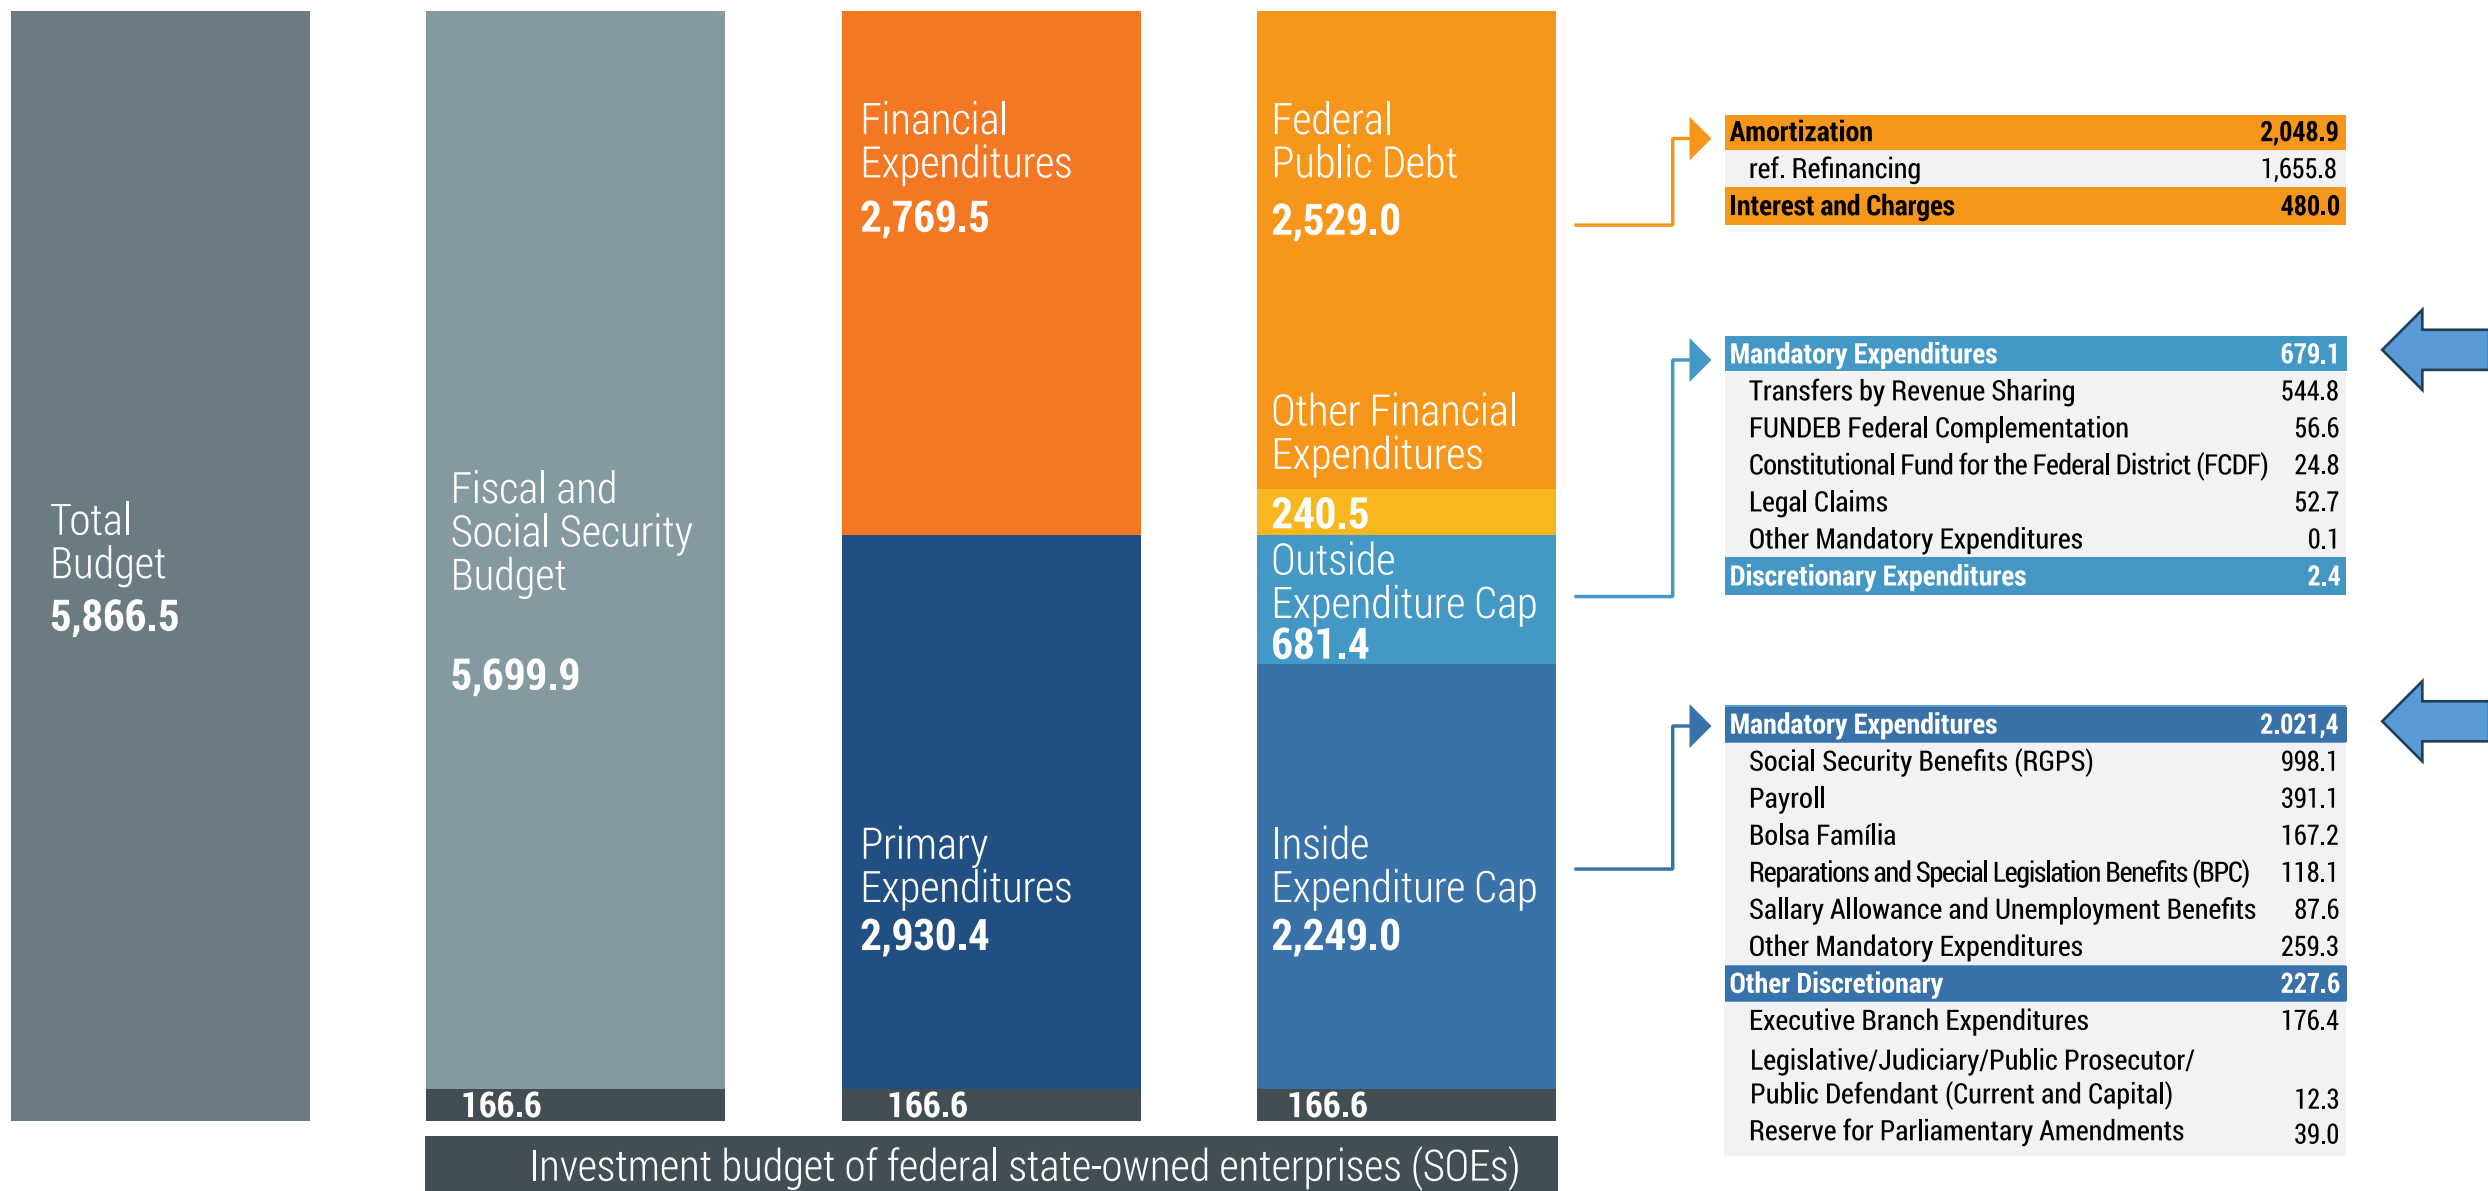 Total
Budget
5,866.5
Fiscal and
Social Security
Budget
5,699.9
166.6
Financial
Expenditures
2,769.5
Primary
Expenditures
2,930.4
166.6
Federal
Public Debt
2,529.0
Other Financial
Expenditures
240.5
Outside
Expenditure Cap
681.4
Inside
Expenditure Cap
2,249.0
166.6
Investment budget of federal state-owned enterprises (SOEs)
Amortization 2,048.9
ref. Refinancing 1,655.8
Interest and Charges 480.0
Mandatory Expenditures 679.1
Transfers by Revenue Sharing 544.8
FUNDEB Federal Complementation 56.6
Constitutional Fund for the Federal District (FCDF) 24.8
Legal Claims 52.7
Other Mandatory Expenditures 0.1
Discretionary Expenditures 2.4
Mandatory Expenditures 2.021,4
Social Security Benefits (RGPS) 998.1
Payroll 391.1
Bolsa Família 167.2
Reparations and Special Legislation Benefits (BPC) 118.1
Sallary Allowance and Unemployment Benefits 87.6
Other Mandatory Expenditures 259.3
Other Discretionary 227.6
Executive Branch Expenditures 176.4
Legislative/Judiciary/Public Prosecutor/
Public Defendant (Current and Capital) 12.3
Reserve for Parliamentary Amendments 39.0